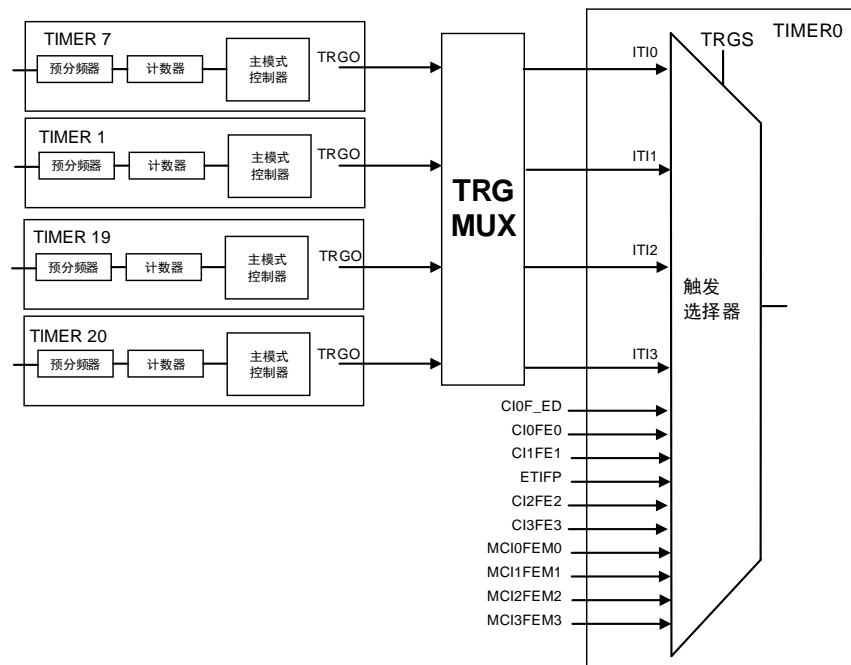 TIMER 7
预分频器
计数器
主模式
控制器
TRGO
TIMER 1
预分频器
计数器
主模式
控制器
TRGO
TIMER 19
预分频器
计数器
主模式
控制器
TRGO
TIMER 20
预分频器
计数器
主模式
控制器
TRGO
TRG
MUX
TIMER0
TRGS
ITI0
ITI1
ITI2
ITI3
触发
选择器
CI0F_ED
CI0FE0
CI1FE1
ETIFP
CI2FE2
CI3FE3
MCI0FEM0
MCI1FEM1
MCI2FEM2
MCI3FEM3